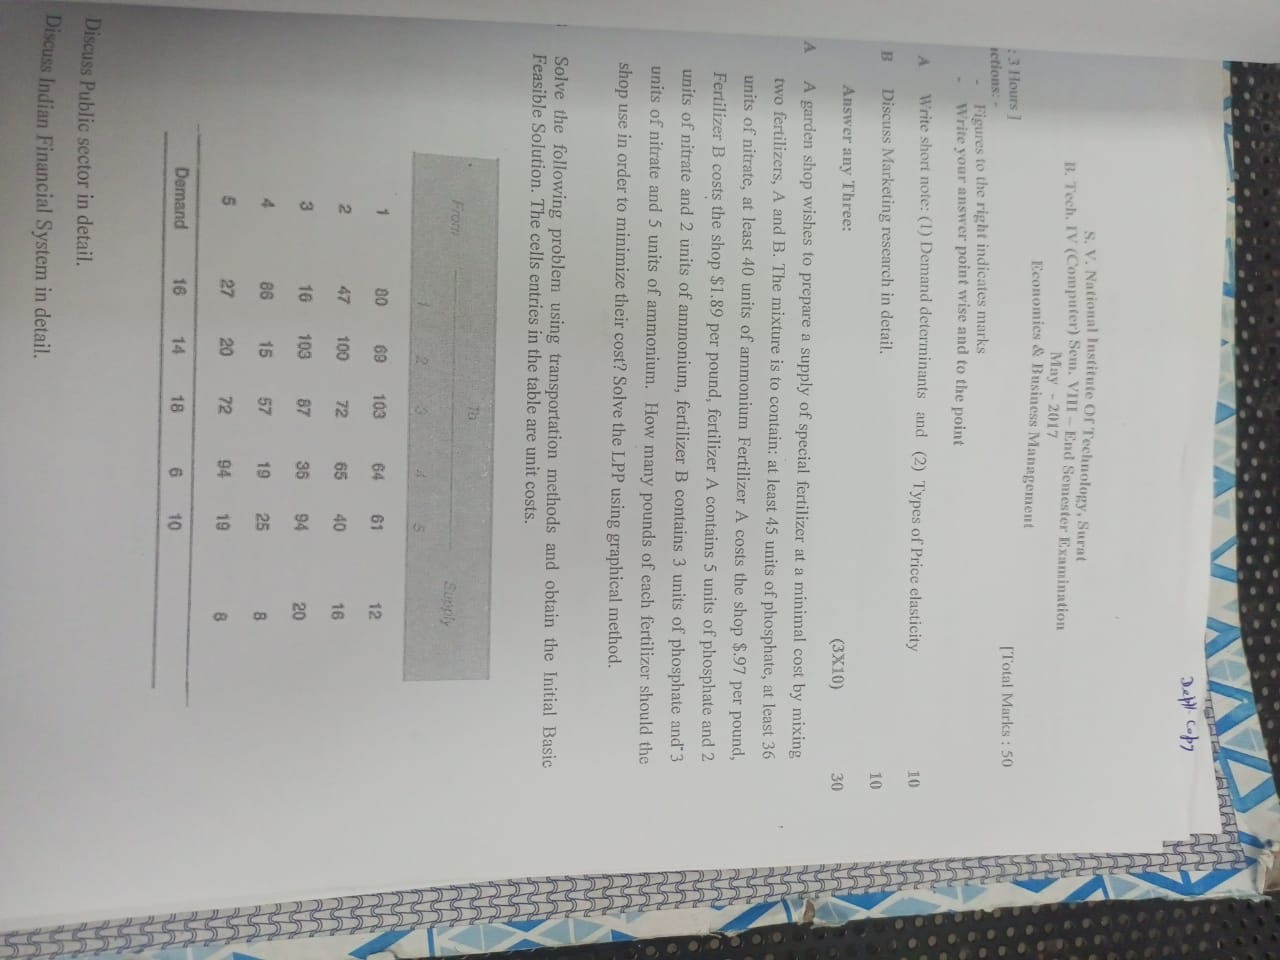 Dept. Copy
S. V. National Institute Of Technology, Surat
B. Tech. IV (Computer) Sem. VIII – End Semester Examination
May - 2017
Economics & Business Management
: 3 Hours ]
[Total Marks : 50
ictions: -
- Figures to the right indicates marks
- Write your answer point wise and to the point
A Write short note: (1) Demand determinants and (2) Types of Price elasticity 10
B Discuss Marketing research in detail. 10
Answer any Three: (3X10) 30
A A garden shop wishes to prepare a supply of special fertilizer at a minimal cost by mixing
two fertilizers, A and B. The mixture is to contain: at least 45 units of phosphate, at least 36
units of nitrate, at least 40 units of ammonium Fertilizer A costs the shop $.97 per pound,
Fertilizer B costs the shop $1.89 per pound, fertilizer A contains 5 units of phosphate and 2
units of nitrate and 2 units of ammonium, fertilizer B contains 3 units of phosphate and 3
units of nitrate and 5 units of ammonium. How many pounds of each fertilizer should the
shop use in order to minimize their cost? Solve the LPP using graphical method.
Solve the following problem using transportation methods and obtain the Initial Basic
Feasible Solution. The cells entries in the table are unit costs.
To
From Supply
1 2 3 4 5
1 80 69 103 64 61 12
2 47 100 72 65 40 16
3 16 103 87 36 94 20
4 86 15 57 19 25 8
5 27 20 72 94 19 8
Demand 16 14 18 6 10
Discuss Public sector in detail.
Discuss Indian Financial System in detail.